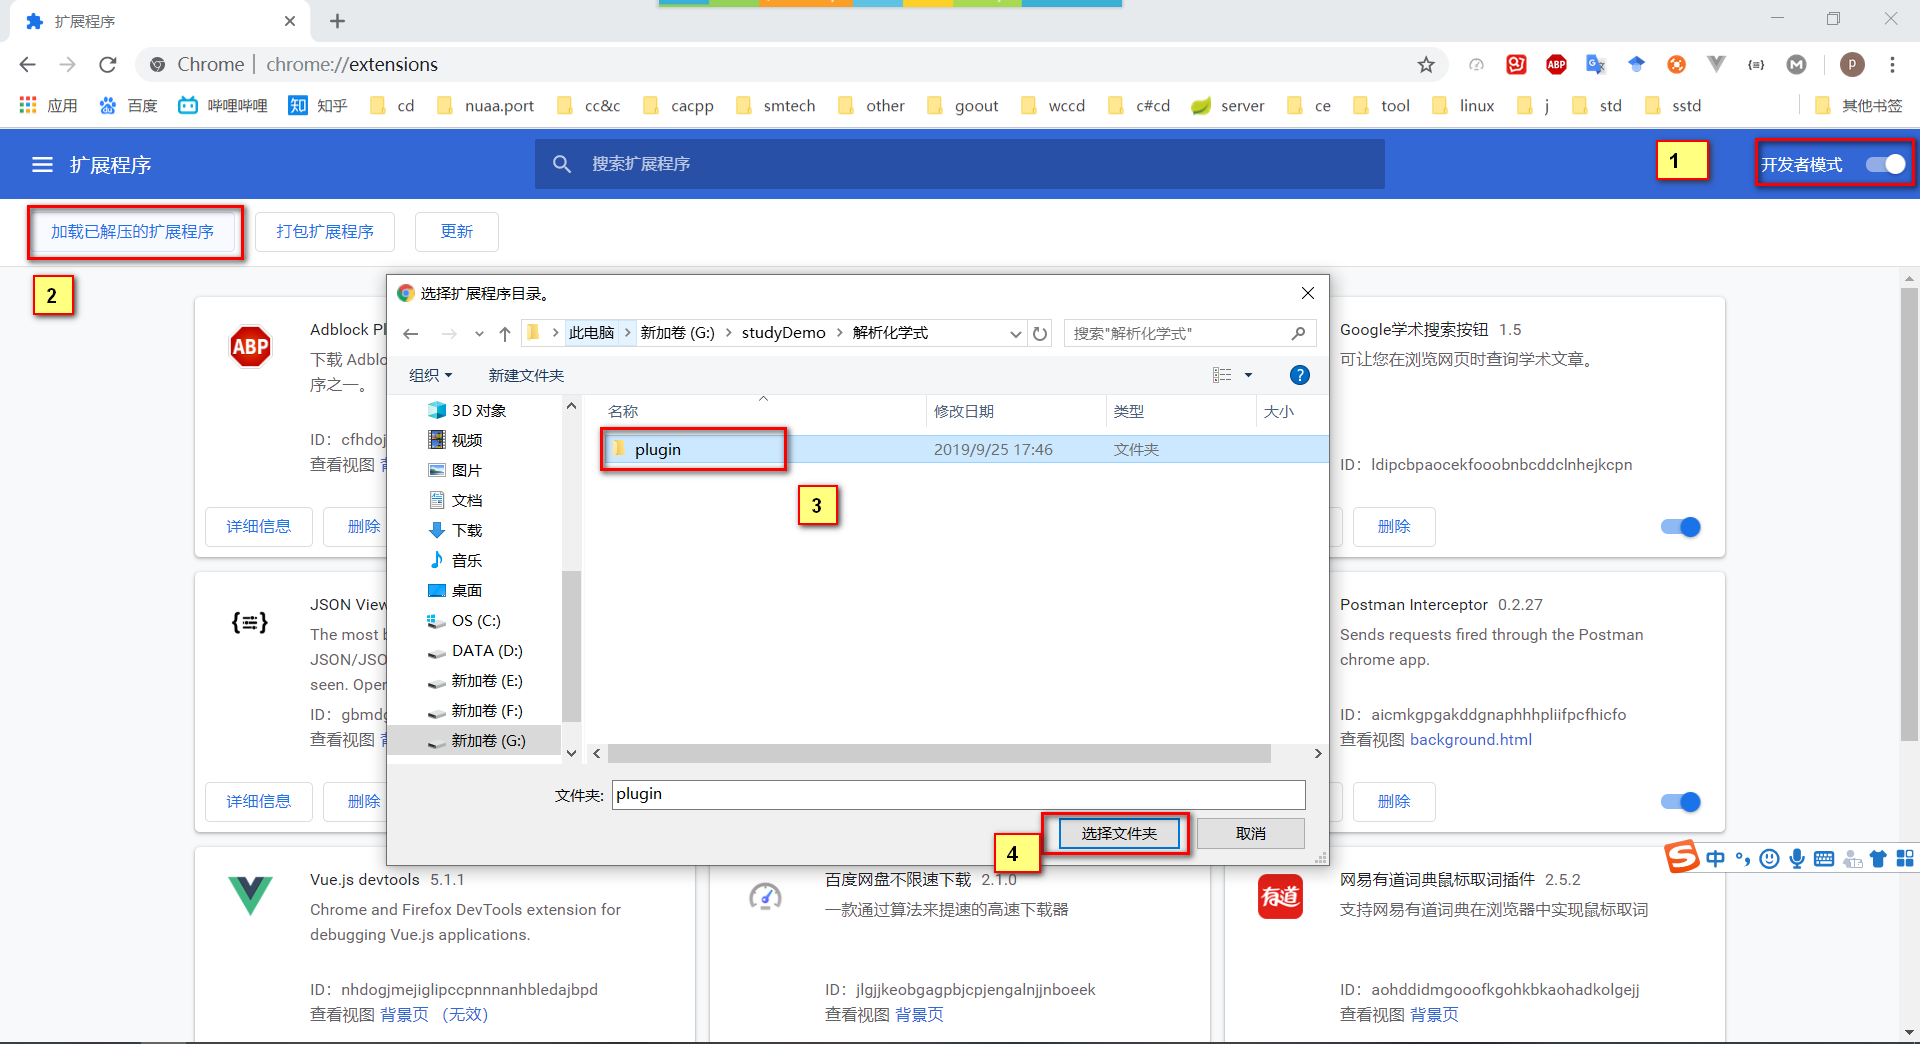 扩展程序
Chrome | chrome://extensions
ABP
P
应用 百度 哔哩哔哩 知 知乎 cd nuaa.port cc&c cacpp smtech other goout wccd c#cd server ce tool linux j std sstd 其他书签
扩展程序
搜索扩展程序
1
开发者模式
加载已解压的扩展程序
打包扩展程序
更新
2
选择扩展程序目录。
此电脑 > 新加卷 (G:) > studyDemo > 解析化学式
搜索"解析化学式"
组织
新建文件夹
?
3D 对象
视频
图片
文档
下载
音乐
桌面
OS (C:)
DATA (D:)
新加卷 (E:)
新加卷 (F:)
新加卷 (G:)
名称 修改日期 类型 大小
plugin 2019/9/25 17:46 文件夹
3
文件夹: plugin
4
选择文件夹
取消
ABP
Adblock Pl
下载 Adblo
序之一。
ID：cfhdoj
查看视图
详细信息
删除
Google学术搜索按钮 1.5
可让您在浏览网页时查询学术文章。
ID：ldipcbpaocekfooobnbcddclnhejkcpn
删除
JSON View
The most b
JSON/JSO
seen. Oper
ID：gbmdg
查看视图
详细信息
删除
Postman Interceptor 0.2.27
Sends requests fired through the Postman
chrome app.
ID：aicmkgpgakddgnaphhhpliifpcfhicfo
查看视图 background.html
删除
中
Vue.js devtools 5.1.1
Chrome and Firefox DevTools extension for
debugging Vue.js applications.
ID：nhdogjmejiglipccpnnnanhbledajbpd
查看视图 背景页 （无效）
百度网盘不限速下载 2.1.0
一款通过算法来提速的高速下载器
ID：jlgjjkeobgagpbjcpjengalnjjnboeek
查看视图 背景页
有道
网易有道词典鼠标取词插件 2.5.2
支持网易有道词典在浏览器中实现鼠标取词
ID：aohddidmgooofkgohkbkaohadkolgejj
查看视图 背景页